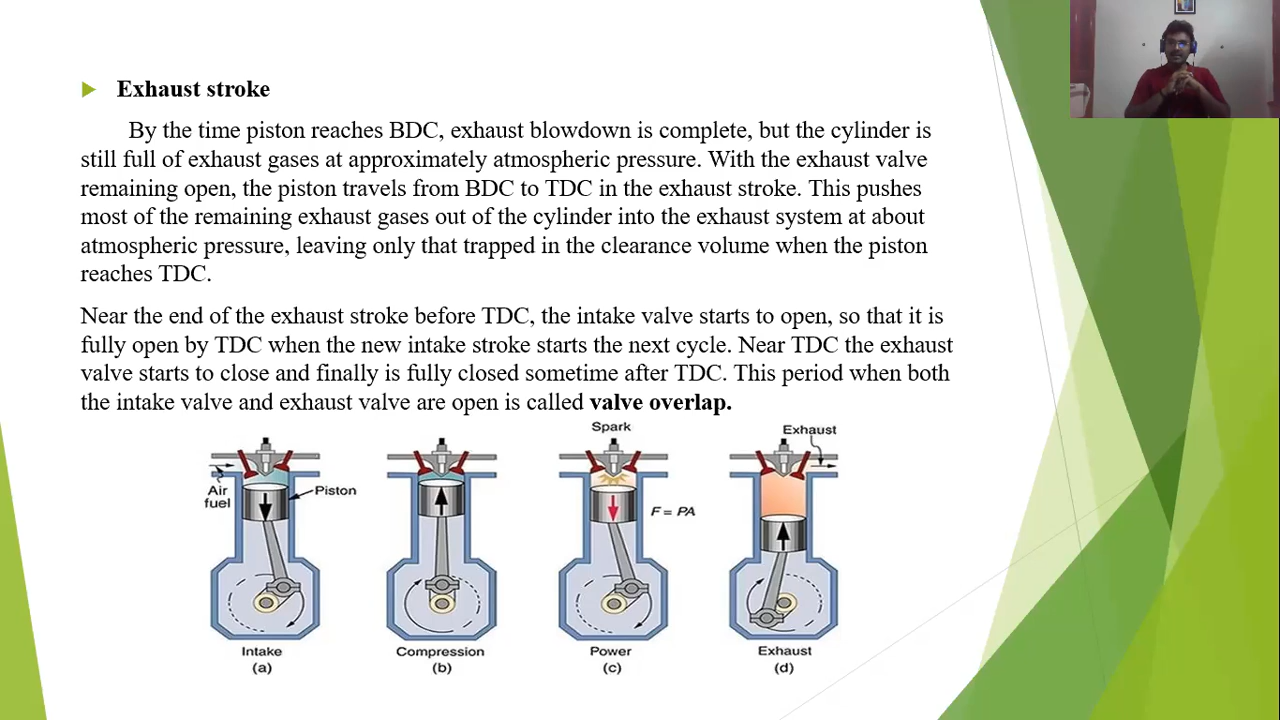 Exhaust stroke
By the time piston reaches BDC, exhaust blowdown is complete, but the cylinder is
still full of exhaust gases at approximately atmospheric pressure. With the exhaust valve
remaining open, the piston travels from BDC to TDC in the exhaust stroke. This pushes
most of the remaining exhaust gases out of the cylinder into the exhaust system at about
atmospheric pressure, leaving only that trapped in the clearance volume when the piston
reaches TDC.
Near the end of the exhaust stroke before TDC, the intake valve starts to open, so that it is
fully open by TDC when the new intake stroke starts the next cycle. Near TDC the exhaust
valve starts to close and finally is fully closed sometime after TDC. This period when both
the intake valve and exhaust valve are open is called valve overlap.
Spark
Exhaust
Air
fuel
Piston
F = PA
Intake
(a)
Compression
(b)
Power
(c)
Exhaust
(d)